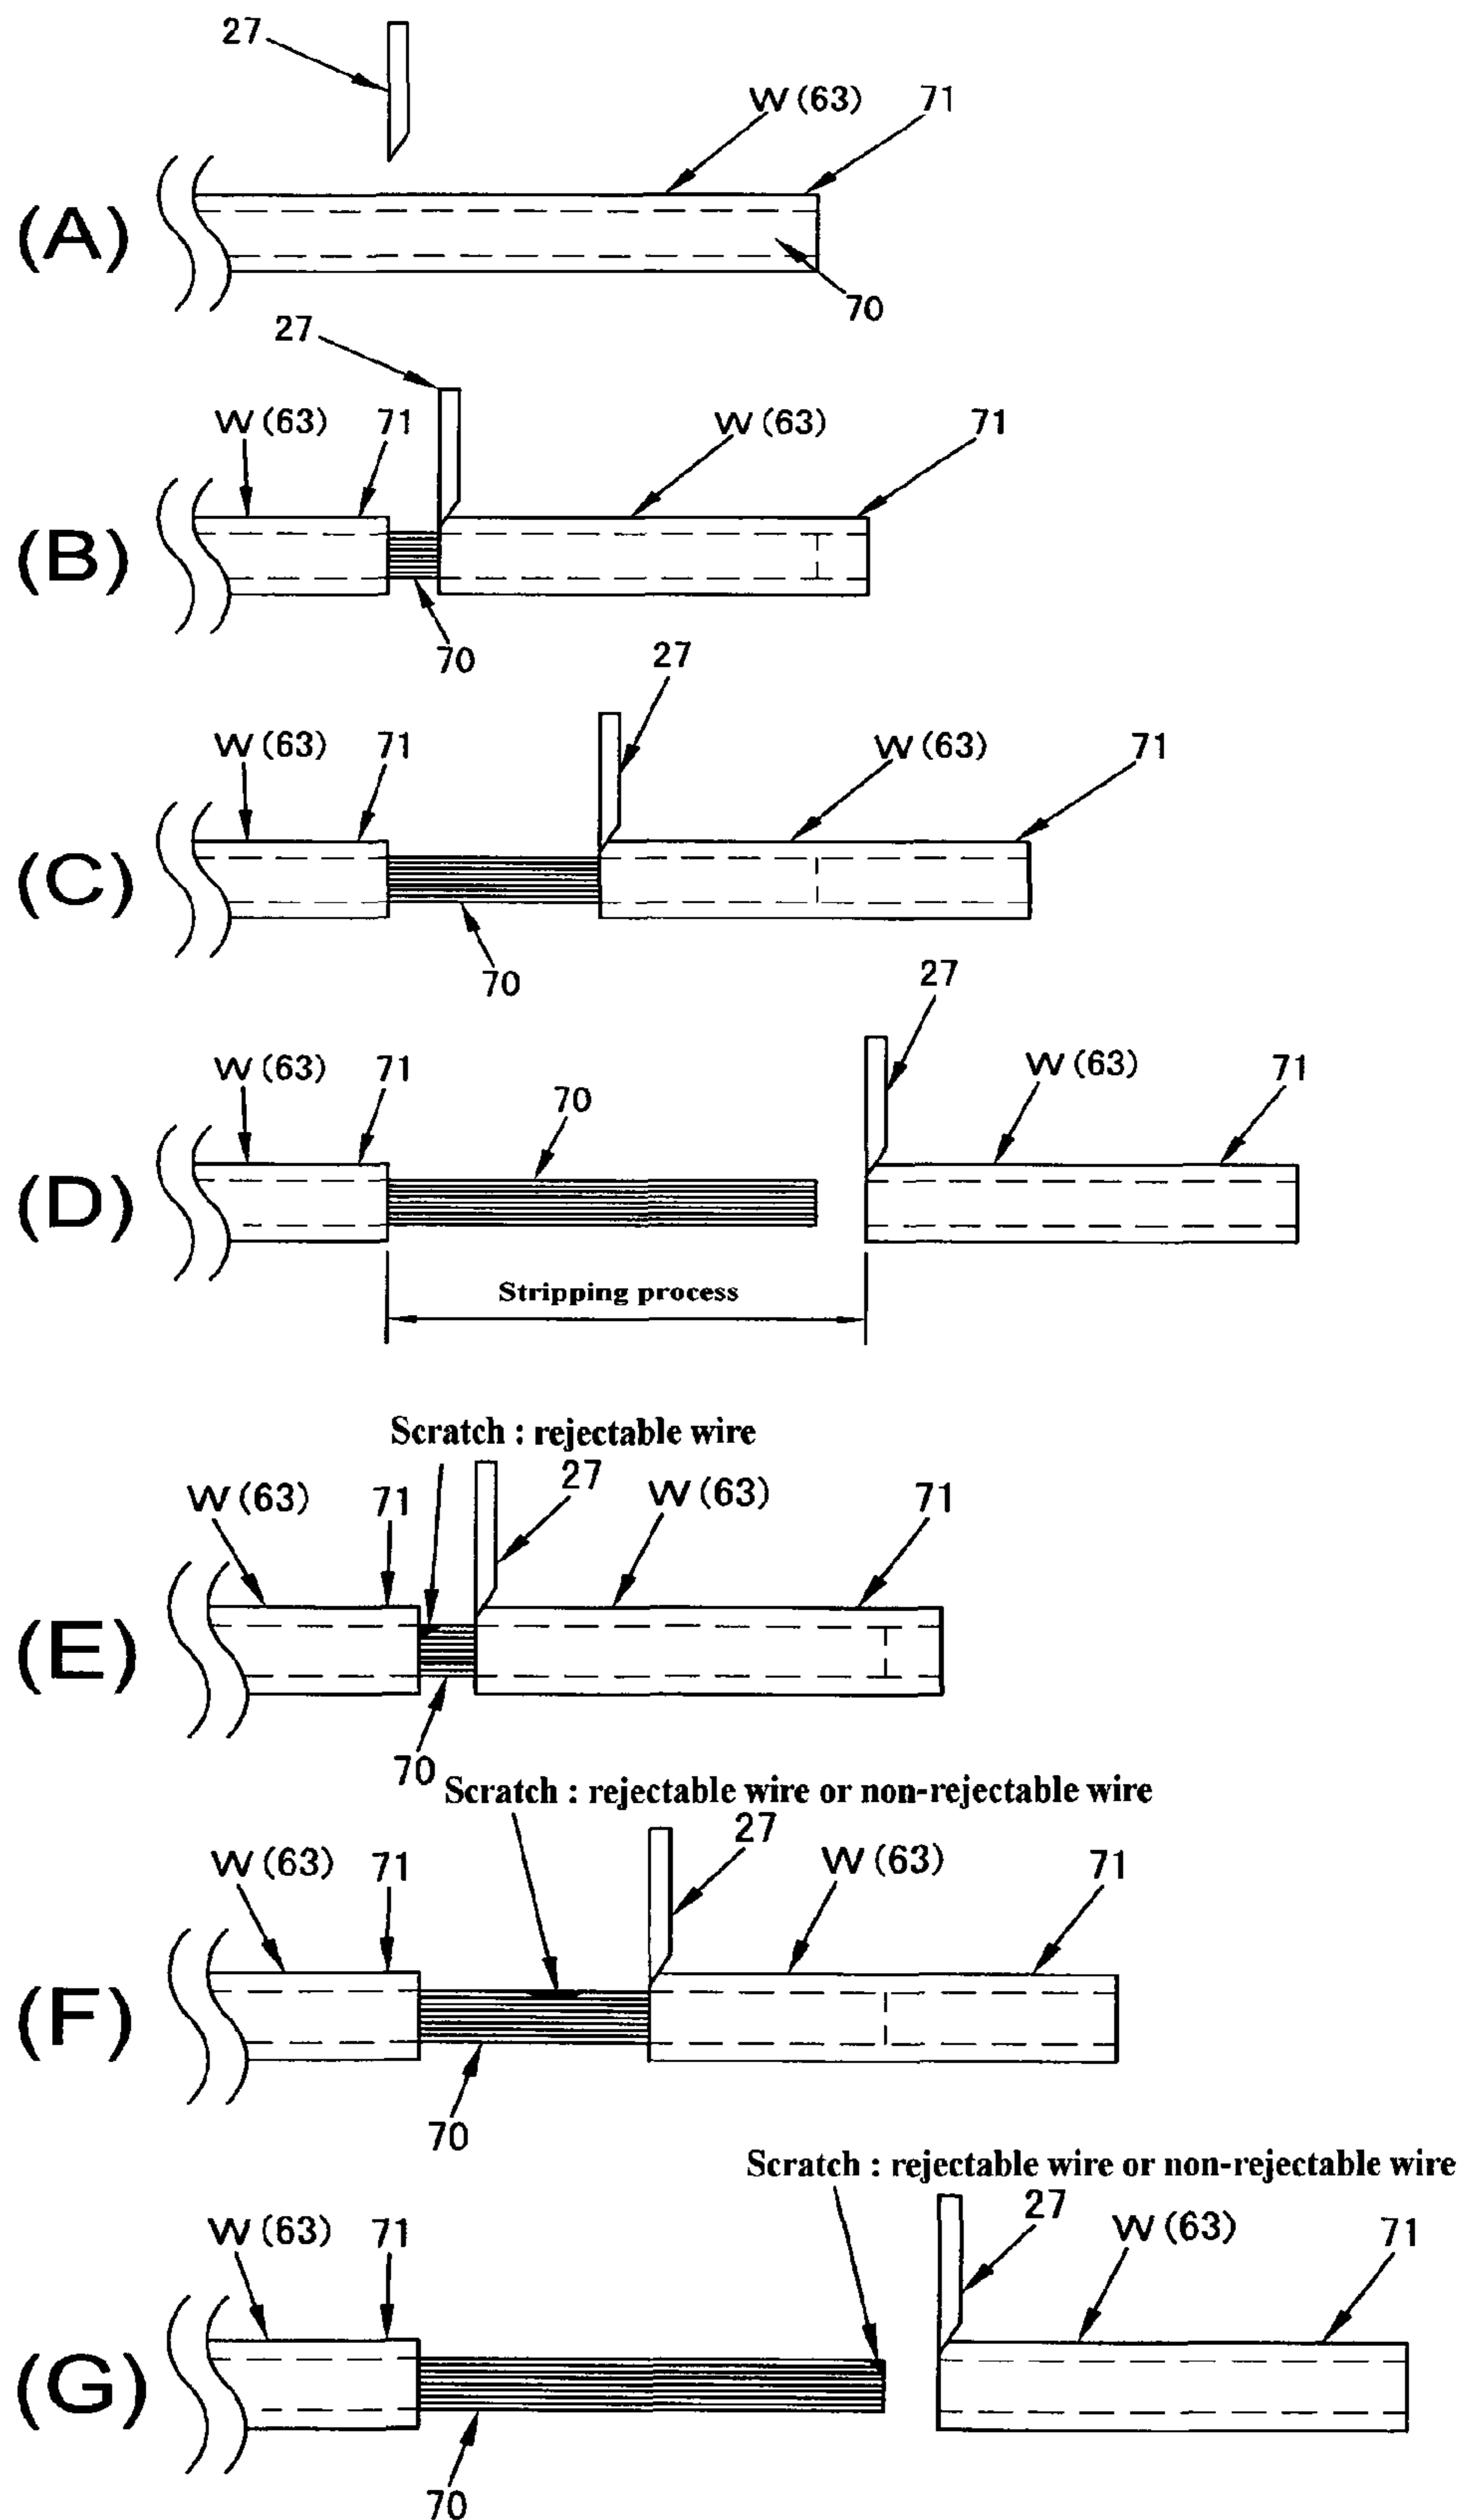 27
W(63) 71
(A)
70
27
W(63) 71 W(63) 71
(B)
70
27
W(63) 71 W(63) 71
(C)
70
27
W(63) 71 70 W(63) 71
(D)
Stripping process
Scratch : rejectable wire
27
W(63) 71 W(63) 71
(E)
70
Scratch : rejectable wire or non-rejectable wire
27
W(63) 71 W(63) 71
(F)
70
Scratch : rejectable wire or non-rejectable wire
27
W(63) 71 W(63) 71
(G)
70